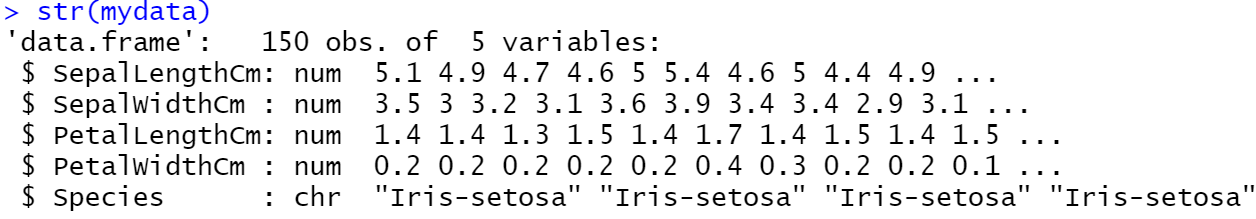 > str(mydata)
'data.frame':   150 obs. of  5 variables:
 $ SepalLengthCm: num  5.1 4.9 4.7 4.6 5 5.4 4.6 5 4.4 4.9 ...
 $ SepalWidthCm : num  3.5 3 3.2 3.1 3.6 3.9 3.4 3.4 2.9 3.1 ...
 $ PetalLengthCm: num  1.4 1.4 1.3 1.5 1.4 1.7 1.4 1.5 1.4 1.5 ...
 $ PetalWidthCm : num  0.2 0.2 0.2 0.2 0.2 0.4 0.3 0.2 0.2 0.1 ...
 $ Species      : chr  "Iris-setosa" "Iris-setosa" "Iris-setosa" "Iris-setosa"